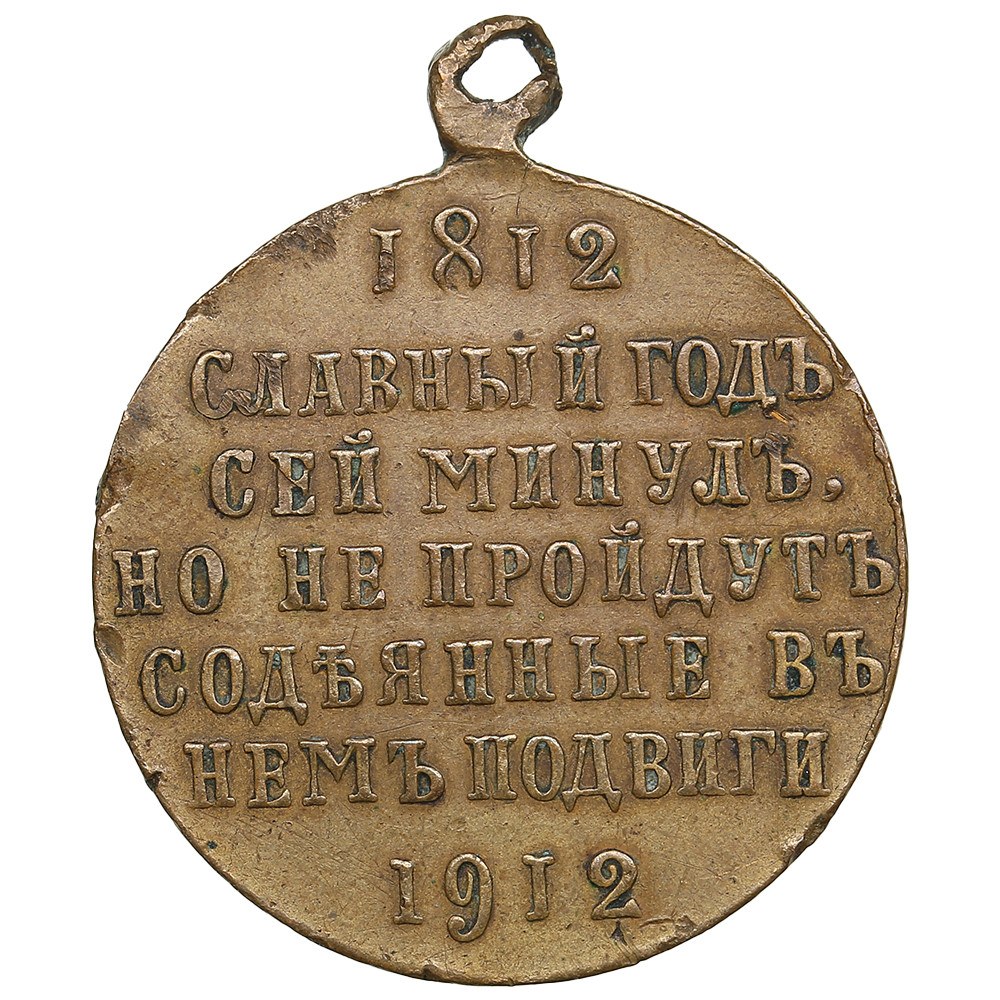 1812
СЛАВНЫЙ ГОДЪ
СЕЙ МИНУЛЪ,
НО НЕ ПРОЙДУТЪ
СОДѢЯННЫЕ ВЪ
НЕМЪ ПОДВИГИ
1912